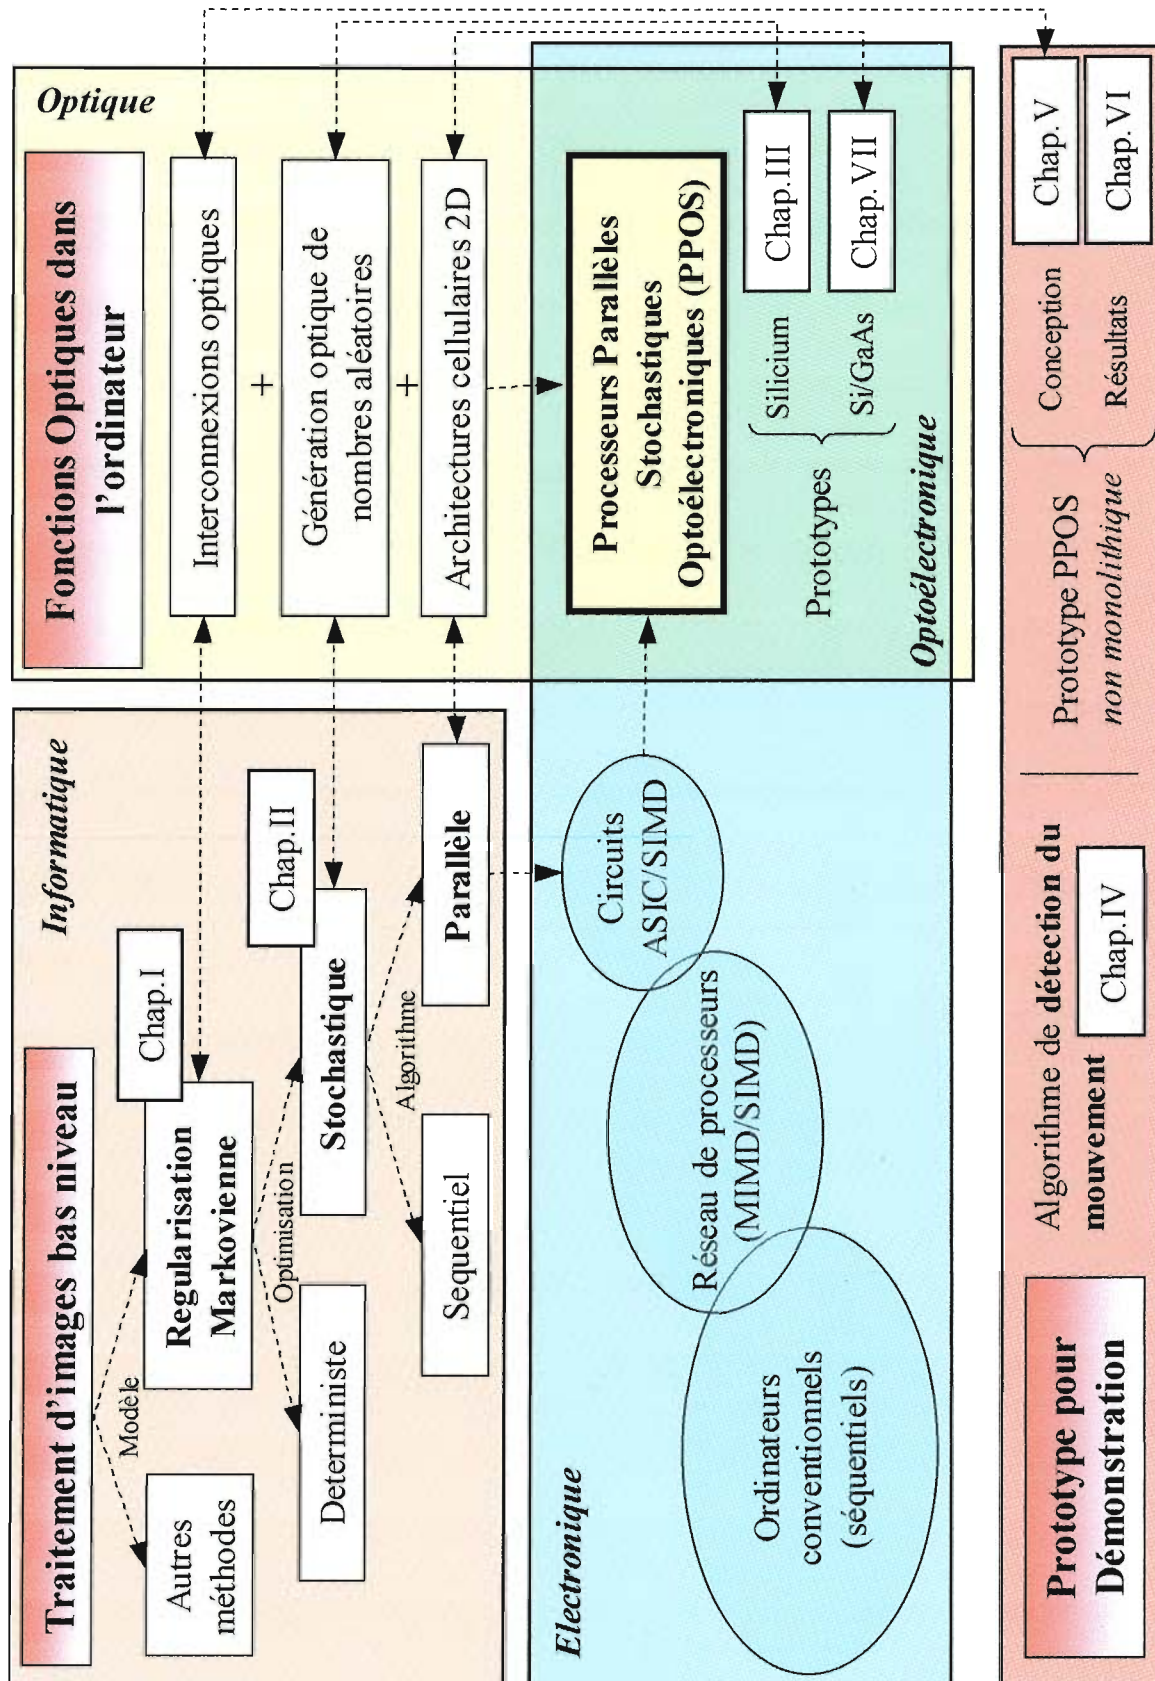 Informatique
Traitement d'images bas niveau
Modèle
Autres
méthodes
Regularisation
Markovienne
Chap.I
Optimisation
Deterministe
Stochastique
Chap.II
Algorithme
Sequentiel
Parallèle
Optique
Fonctions Optiques dans
l'ordinateur
Interconnexions optiques
+
Génération optique de
nombres aléatoires
+
Architectures cellulaires 2D
Electronique
Ordinateurs
conventionnels
(séquentiels)
Réseau de processeurs
(MIMD/SIMD)
Circuits
ASIC/SIMD
Processeurs Parallèles
Stochastiques
Optoélectroniques (PPOS)
Prototypes
Silicium
Chap.III
Si/GaAs
Chap.VII
Optoélectronique
Prototype pour
Démonstration
Algorithme de détection du
mouvement
Chap.IV
Prototype PPOS
non monolithique
Conception
Chap.V
Résultats
Chap.VI